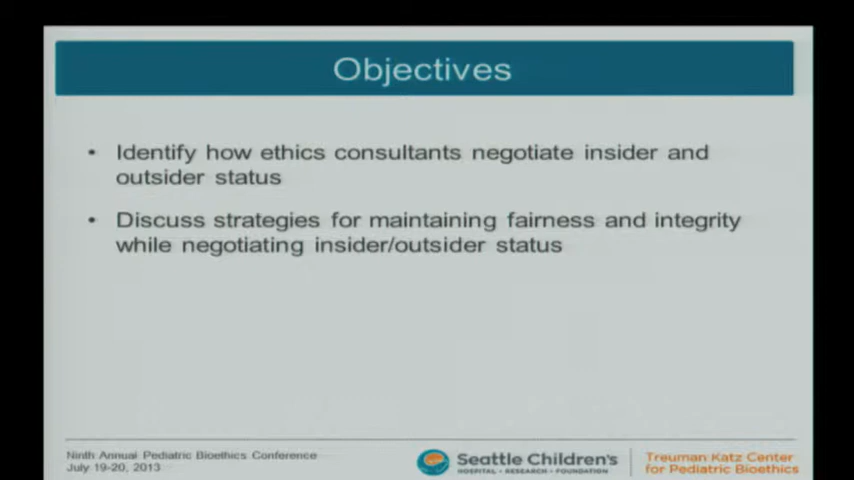 Objectives
• Identify how ethics consultants negotiate insider and
outsider status
• Discuss strategies for maintaining fairness and integrity
while negotiating insider/outsider status
Ninth Annual Pediatric Bioethics Conference
July 19-20, 2013
Seattle Children's
HOSPITAL • RESEARCH • FOUNDATION
Treuman Katz Center
for Pediatric Bioethics